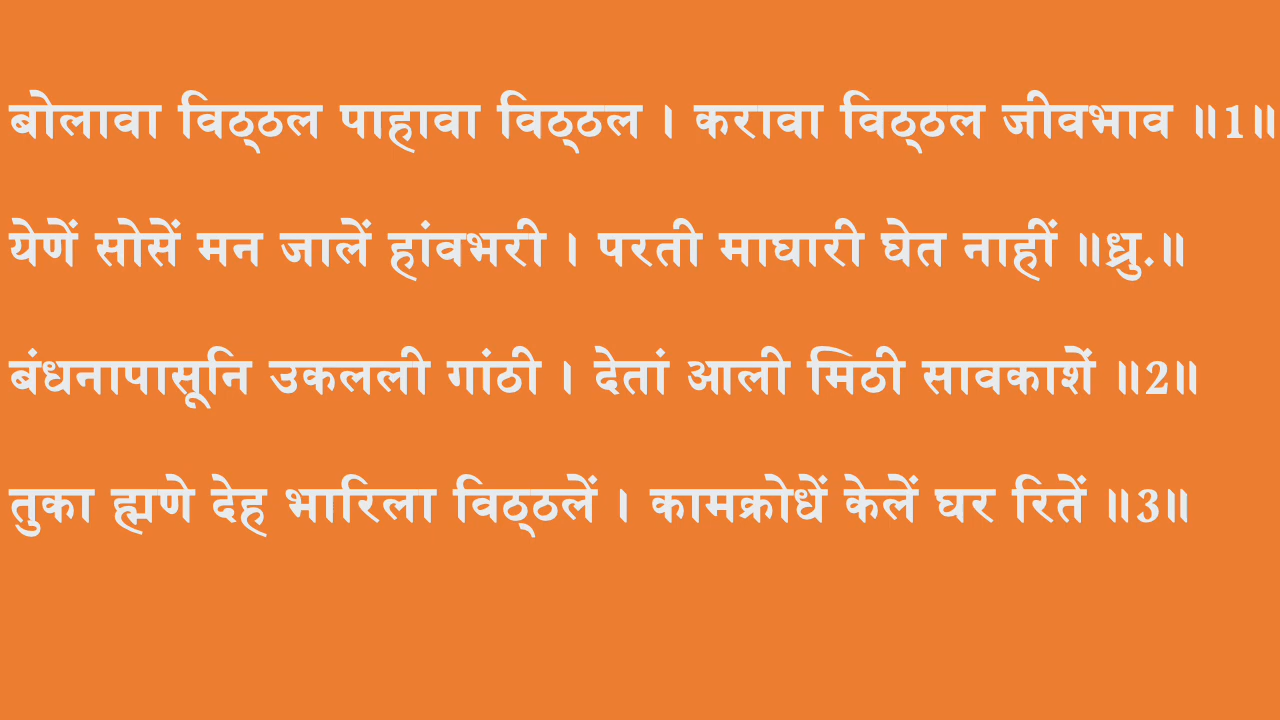 बोलावा विठ्ठल पाहावा विठ्ठल । करावा विठ्ठल जीवभाव ॥1॥
येणें सोसें मन जालें हांवभरी । परती माघारी घेत नाहीं ॥ध्रु.॥
बंधनापासूनि उकलली गांठी । देतां आली मिठी सावकाशें ॥2॥
तुका ह्मणे देह भारिला विठ्ठलें । कामक्रोधें केलें घर रितें ॥3॥